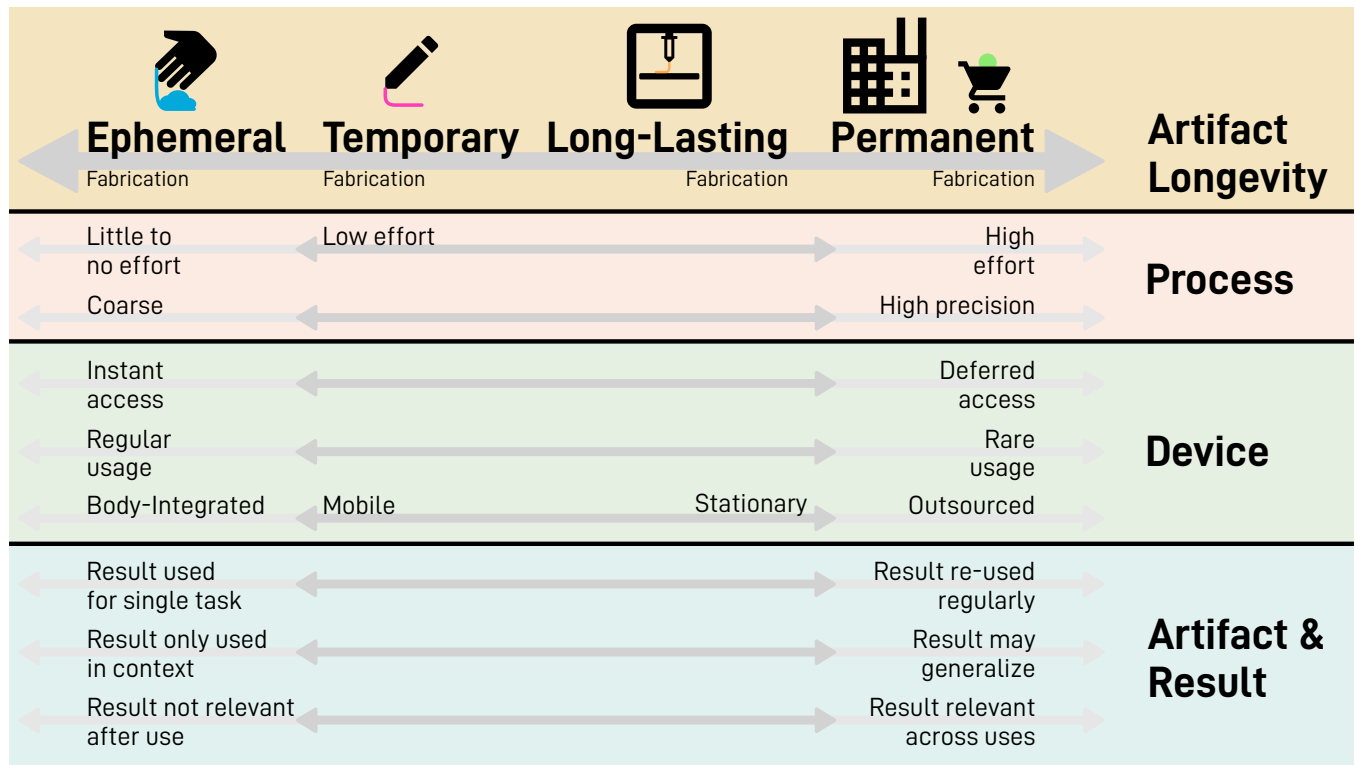 Ephemeral Temporary Long-Lasting Permanent
Fabrication Fabrication Fabrication Fabrication
Artifact
Longevity
Little to
no effort
Low effort
High
effort
Coarse
High precision
Process
Instant
access
Deferred
access
Regular
usage
Rare
usage
Body-Integrated
Mobile
Stationary
Outsourced
Device
Result used
for single task
Result re-used
regularly
Result only used
in context
Result may
generalize
Result not relevant
after use
Result relevant
across uses
Artifact &
Result